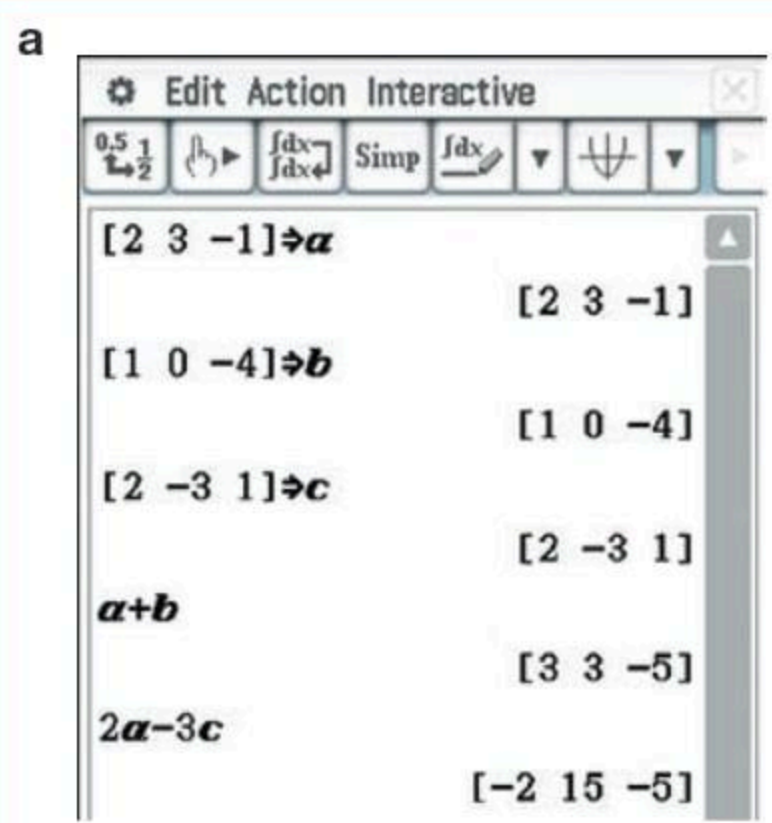 a
Edit Action Interactive
0.5 1/2 ∫dx ∫dx Simp ∫dx
[2 3 −1]⇒a
[2 3 −1]
[1 0 −4]⇒b
[1 0 −4]
[2 −3 1]⇒c
[2 −3 1]
a+b
[3 3 −5]
2a−3c
[−2 15 −5]